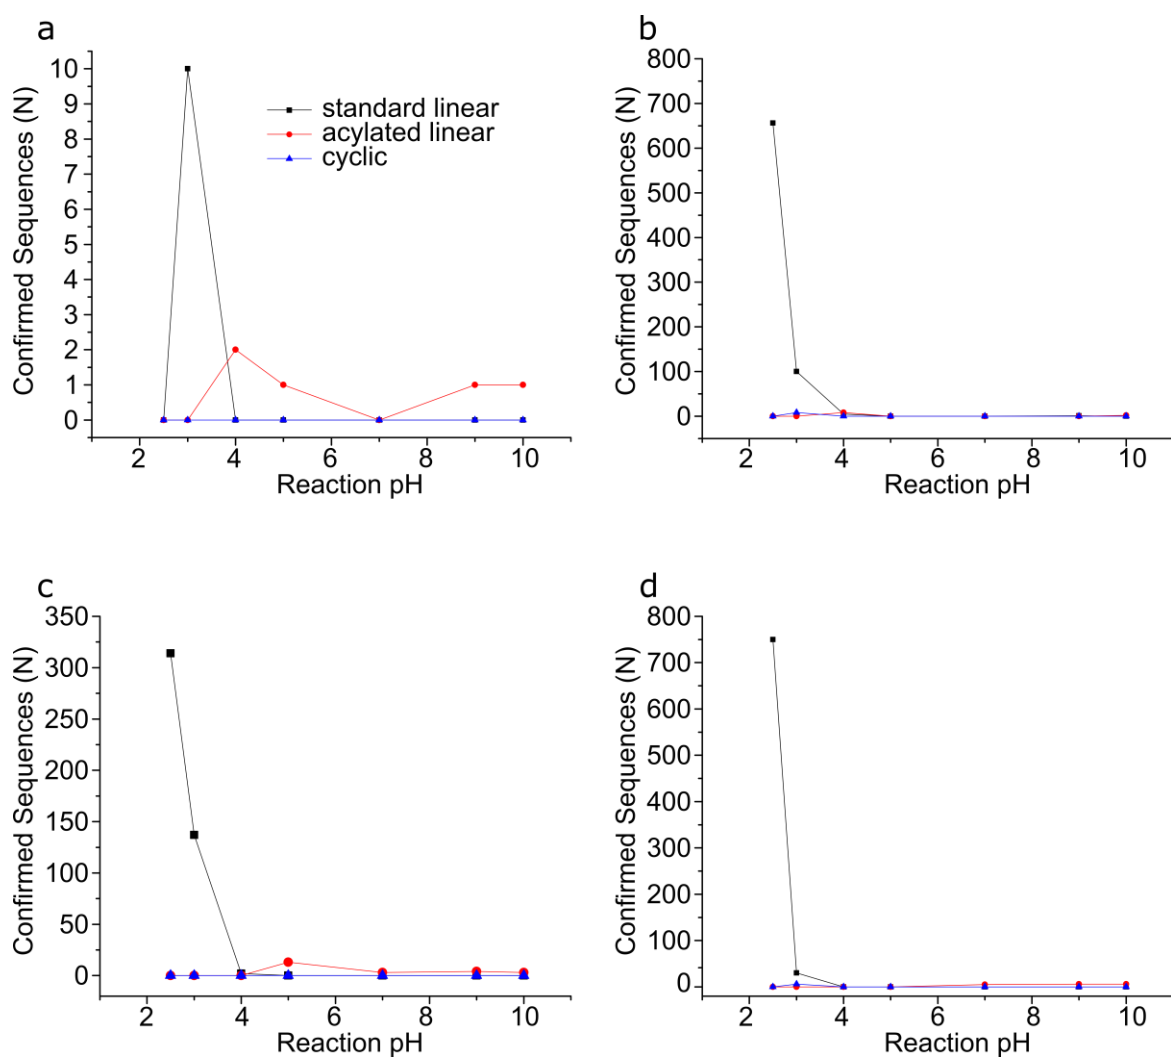 a
10
9
8
7
6
5
4
3
2
1
0
Confirmed Sequences (N)
standard linear
acylated linear
cyclic
2 4 6 8 10
Reaction pH
b
800
700
600
500
400
300
200
100
0
Confirmed Sequences (N)
2 4 6 8 10
Reaction pH
c
350
300
250
200
150
100
50
0
Confirmed Sequences (N)
2 4 6 8 10
Reaction pH
d
800
700
600
500
400
300
200
100
0
Confirmed Sequences (N)
2 4 6 8 10
Reaction pH